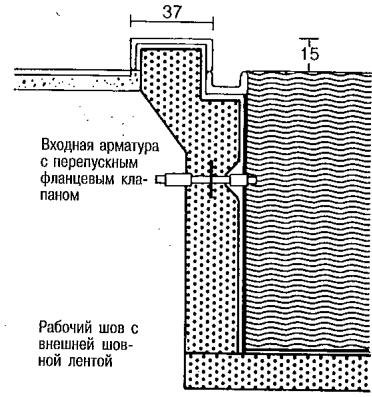 37
15
Входная арматура
с перепускным
фланцевым кла-
паном
Рабочий шов с
внешней шов-
ной лентой